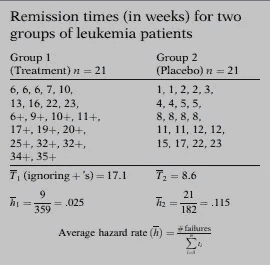 Remission times (in weeks) for two
groups of leukemia patients
Group 1
(Treatment) n = 21
6, 6, 6, 7, 10,
13, 16, 22, 23,
6+, 9+, 10+, 11+,
17+, 19+, 20+,
25+, 32+, 32+,
34+, 35+
T̅₁ (ignoring + 's) = 17.1
h̅₁ = 9/359 = .025
Group 2
(Placebo) n = 21
1, 1, 2, 2, 3,
4, 4, 5, 5,
8, 8, 8, 8,
11, 11, 12, 12,
15, 17, 22, 23
T̅₂ = 8.6
h̅₂ = 21/182 = .115
Average hazard rate (h̅) = # failures / ∑ tᵢ i=1